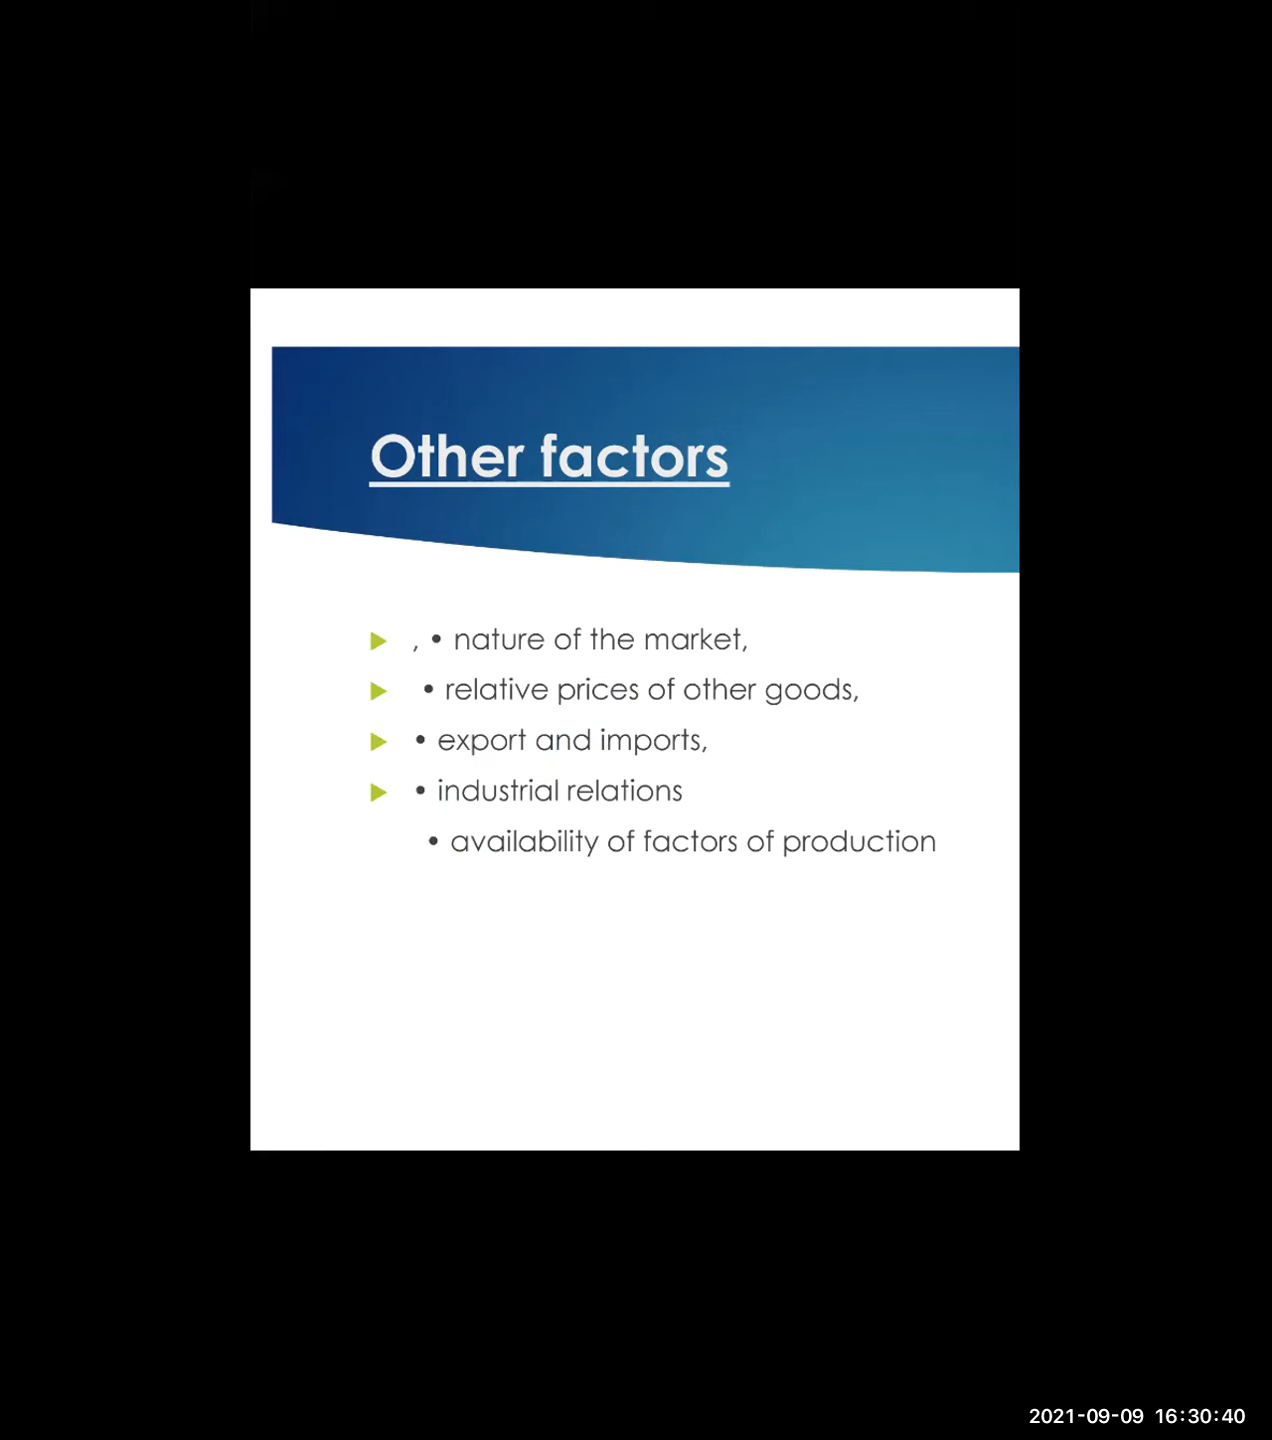 Other factors
, • nature of the market,
• relative prices of other goods,
• export and imports,
• industrial relations
• availability of factors of production
2021-09-09 16:30:40